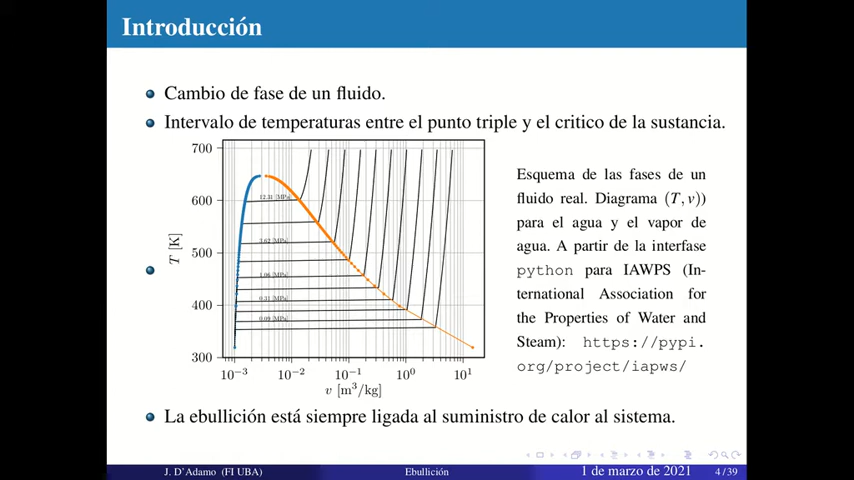 Introducción
Cambio de fase de un fluido.
Intervalo de temperaturas entre el punto triple y el critico de la sustancia.
700
600
500
400
300
T [K]
12.31 [MPa]
3.62 [MPa]
1.06 [MPa]
0.31 [MPa]
0.09 [MPa]
10⁻³ 10⁻² 10⁻¹ 10⁰ 10¹
v [m³/kg]
Esquema de las fases de un
fluido real. Diagrama (T, v))
para el agua y el vapor de
agua. A partir de la interfase
python para IAWPS (In-
ternational Association for
the Properties of Water and
Steam): https://pypi.
org/project/iapws/
La ebullición está siempre ligada al suministro de calor al sistema.
J. D'Adamo (FI UBA) Ebullición 1 de marzo de 2021 4 / 39